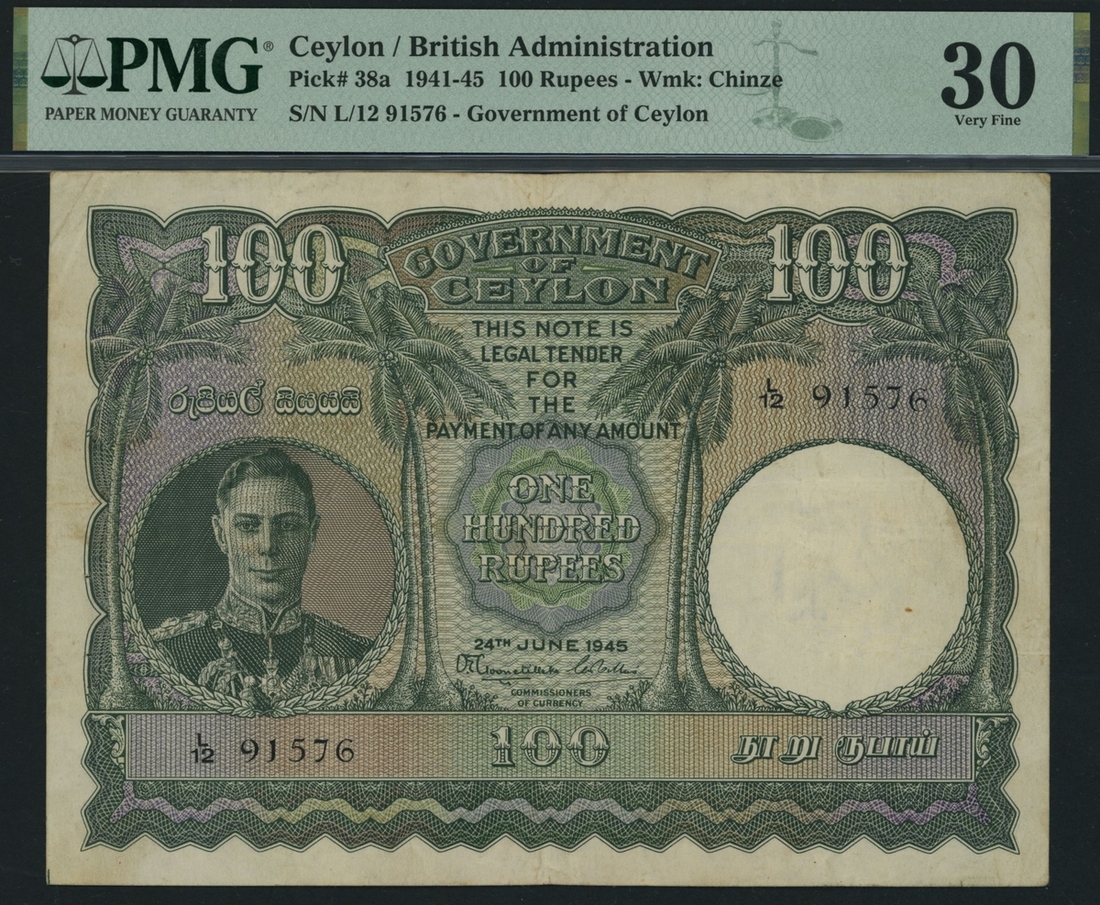 PMG®
PAPER MONEY GUARANTY
Ceylon / British Administration
Pick# 38a 1941-45 100 Rupees - Wmk: Chinze
S/N L/12 91576 - Government of Ceylon
30
Very Fine
100
GOVERNMENT
OF
CEYLON
100
THIS NOTE IS
LEGAL TENDER
FOR
THE
PAYMENT OF ANY AMOUNT
රුපියල් සියයයි
L/12 91576
ONE
HUNDRED
RUPEES
24TH JUNE 1945
COMMISSIONERS
OF CURRENCY
L/12 91576
100
நூறு ரூபாய்